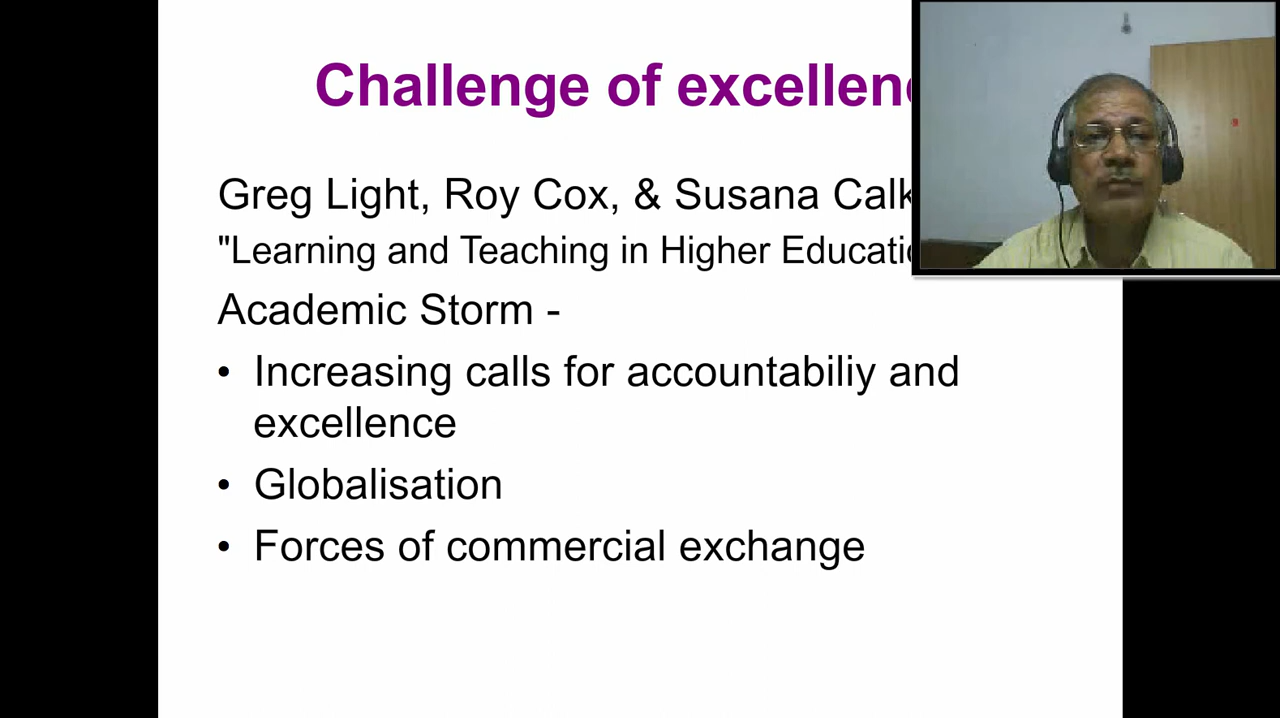 Challenge of excellen
Greg Light, Roy Cox, & Susana Calk
"Learning and Teaching in Higher Educati
Academic Storm -
• Increasing calls for accountabiliy and
excellence
• Globalisation
• Forces of commercial exchange